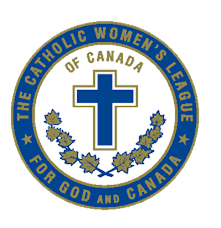 THE CATHOLIC WOMEN'S LEAGUE
OF CANADA
FOR GOD AND CANADA